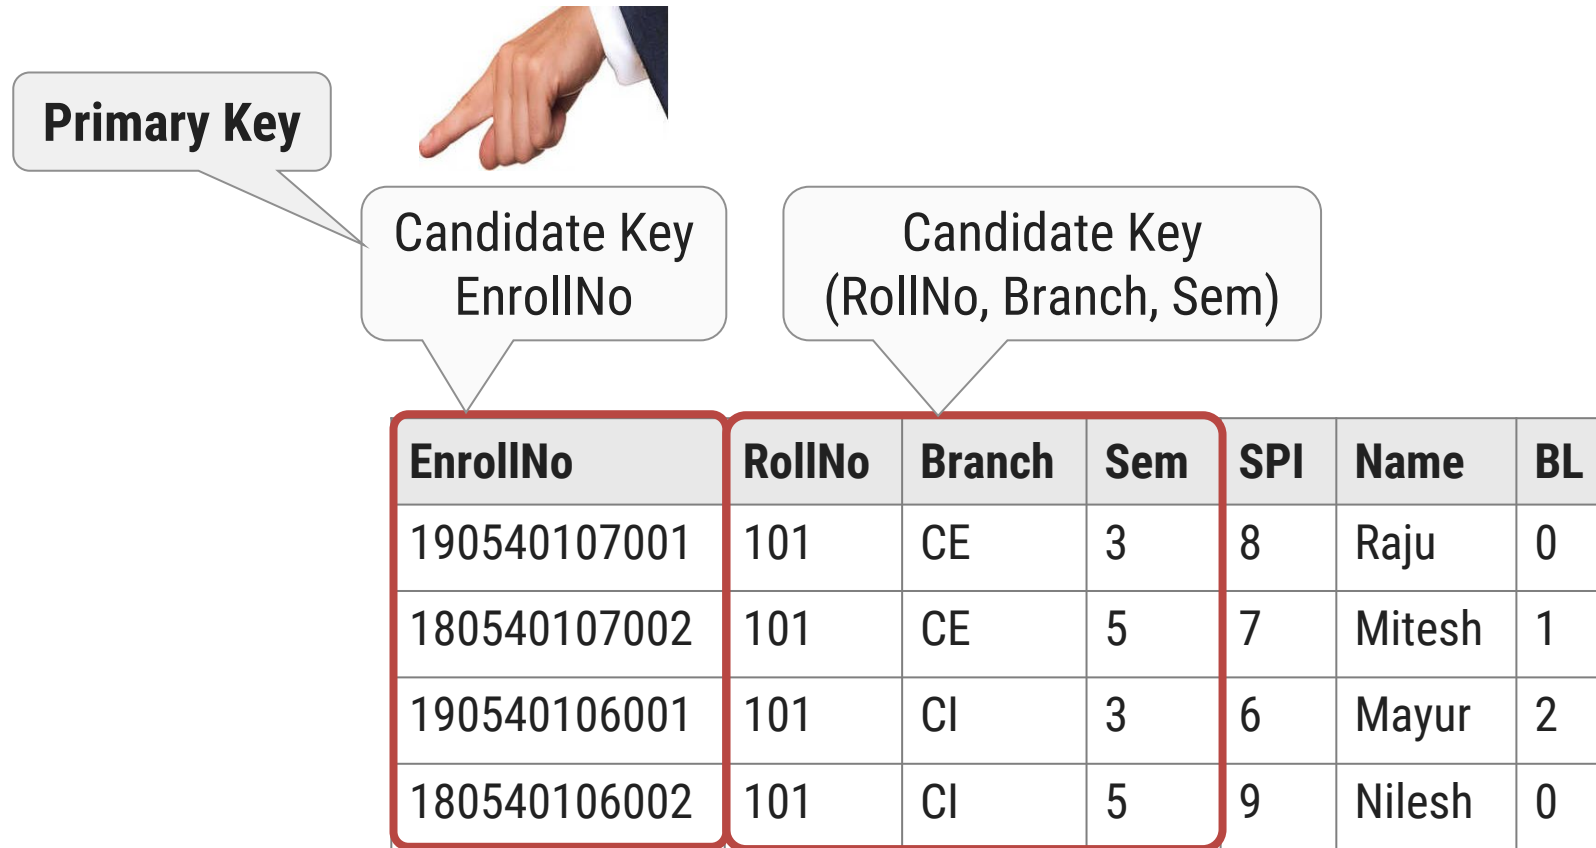 Primary Key
Candidate Key
EnrollNo
Candidate Key
(RollNo, Branch, Sem)
EnrollNo RollNo Branch Sem SPI Name BL
190540107001 101 CE 3 8 Raju 0
180540107002 101 CE 5 7 Mitesh 1
190540106001 101 CI 3 6 Mayur 2
180540106002 101 CI 5 9 Nilesh 0